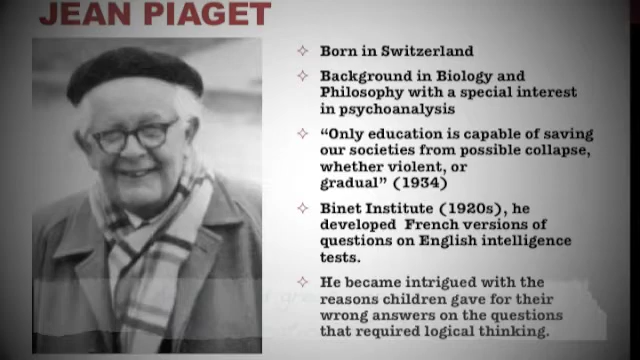 JEAN PIAGET
Born in Switzerland
Background in Biology and
Philosophy with a special interest
in psychoanalysis
“Only education is capable of saving
our societies from possible collapse,
whether violent, or
gradual” (1934)
Binet Institute (1920s), he
developed French versions of
questions on English intelligence
tests.
He became intrigued with the
reasons children gave for their
wrong answers on the questions
that required logical thinking.